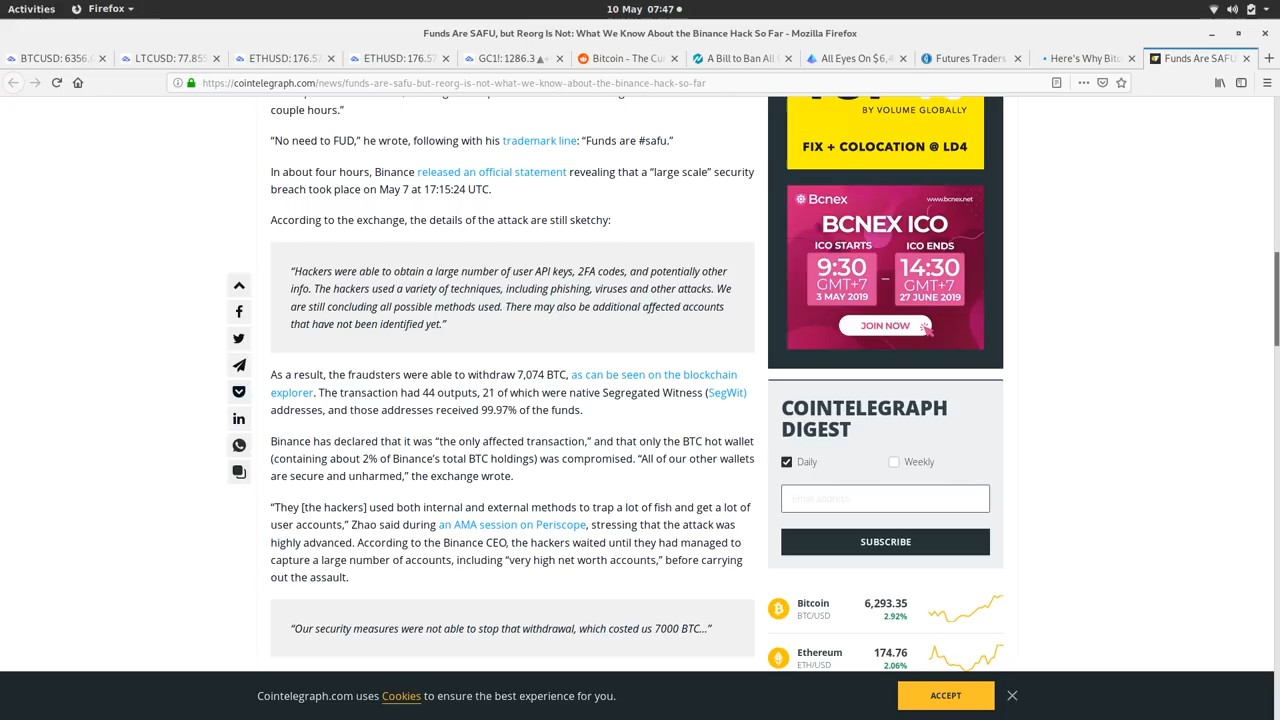 Activities
Firefox
10 May 07:47
Funds Are SAFU, but Reorg Is Not: What We Know About the Binance Hack So Far - Mozilla Firefox
BTCUSD: 6356.
LTCUSD: 77.85
ETHUSD: 176.5
ETHUSD: 176.5
GC1!: ▲+
Bitcoin - The Cu
A Bill to Ban All
All Eyes On $6,4
Futures Traders
Here's Why Bit
Funds Are SAFU
https://cointelegraph.com/news/funds-are-safu-but-reorg-is-not-what-we-know-about-the-binance-hack-so-far
couple hours.”
“No need to FUD,” he wrote, following with his trademark line: “Funds are #safu.”
In about four hours, Binance released an official statement revealing that a “large scale” security
breach took place on May 7 at 17:15:24 UTC.
According to the exchange, the details of the attack are still sketchy:
“Hackers were able to obtain a large number of user API keys, 2FA codes, and potentially other
info. The hackers used a variety of techniques, including phishing, viruses and other attacks. We
are still concluding all possible methods used. There may also be additional affected accounts
that have not been identified yet.”
As a result, the fraudsters were able to withdraw 7,074 BTC, as can be seen on the blockchain
explorer. The transaction had 44 outputs, 21 of which were native Segregated Witness (SegWit)
addresses, and those addresses received 99.97% of the funds.
Binance has declared that it was “the only affected transaction,” and that only the BTC hot wallet
(containing about 2% of Binance’s total BTC holdings) was compromised. “All of our other wallets
are secure and unharmed,” the exchange wrote.
“They [the hackers] used both internal and external methods to trap a lot of fish and get a lot of
user accounts,” Zhao said during an AMA session on Periscope, stressing that the attack was
highly advanced. According to the Binance CEO, the hackers waited until they had managed to
capture a large number of accounts, including “very high net worth accounts,” before carrying
out the assault.
“Our security measures were not able to stop that withdrawal, which costed us 7000 BTC...”
BY VOLUME GLOBALLY
FIX + COLOCATION @ LD4
Bcnex
www.bcnex.net
BCNEX ICO
ICO STARTS
ICO ENDS
9:30
14:30
GMT+7
GMT+7
3 MAY 2019
27 JUNE 2019
JOIN NOW
COINTELEGRAPH
DIGEST
Daily
Weekly
Email address
SUBSCRIBE
Bitcoin
6,293.35
BTC/USD
2.92%
Ethereum
174.76
ETH/USD
2.06%
Cointelegraph.com uses Cookies to ensure the best experience for you.
ACCEPT